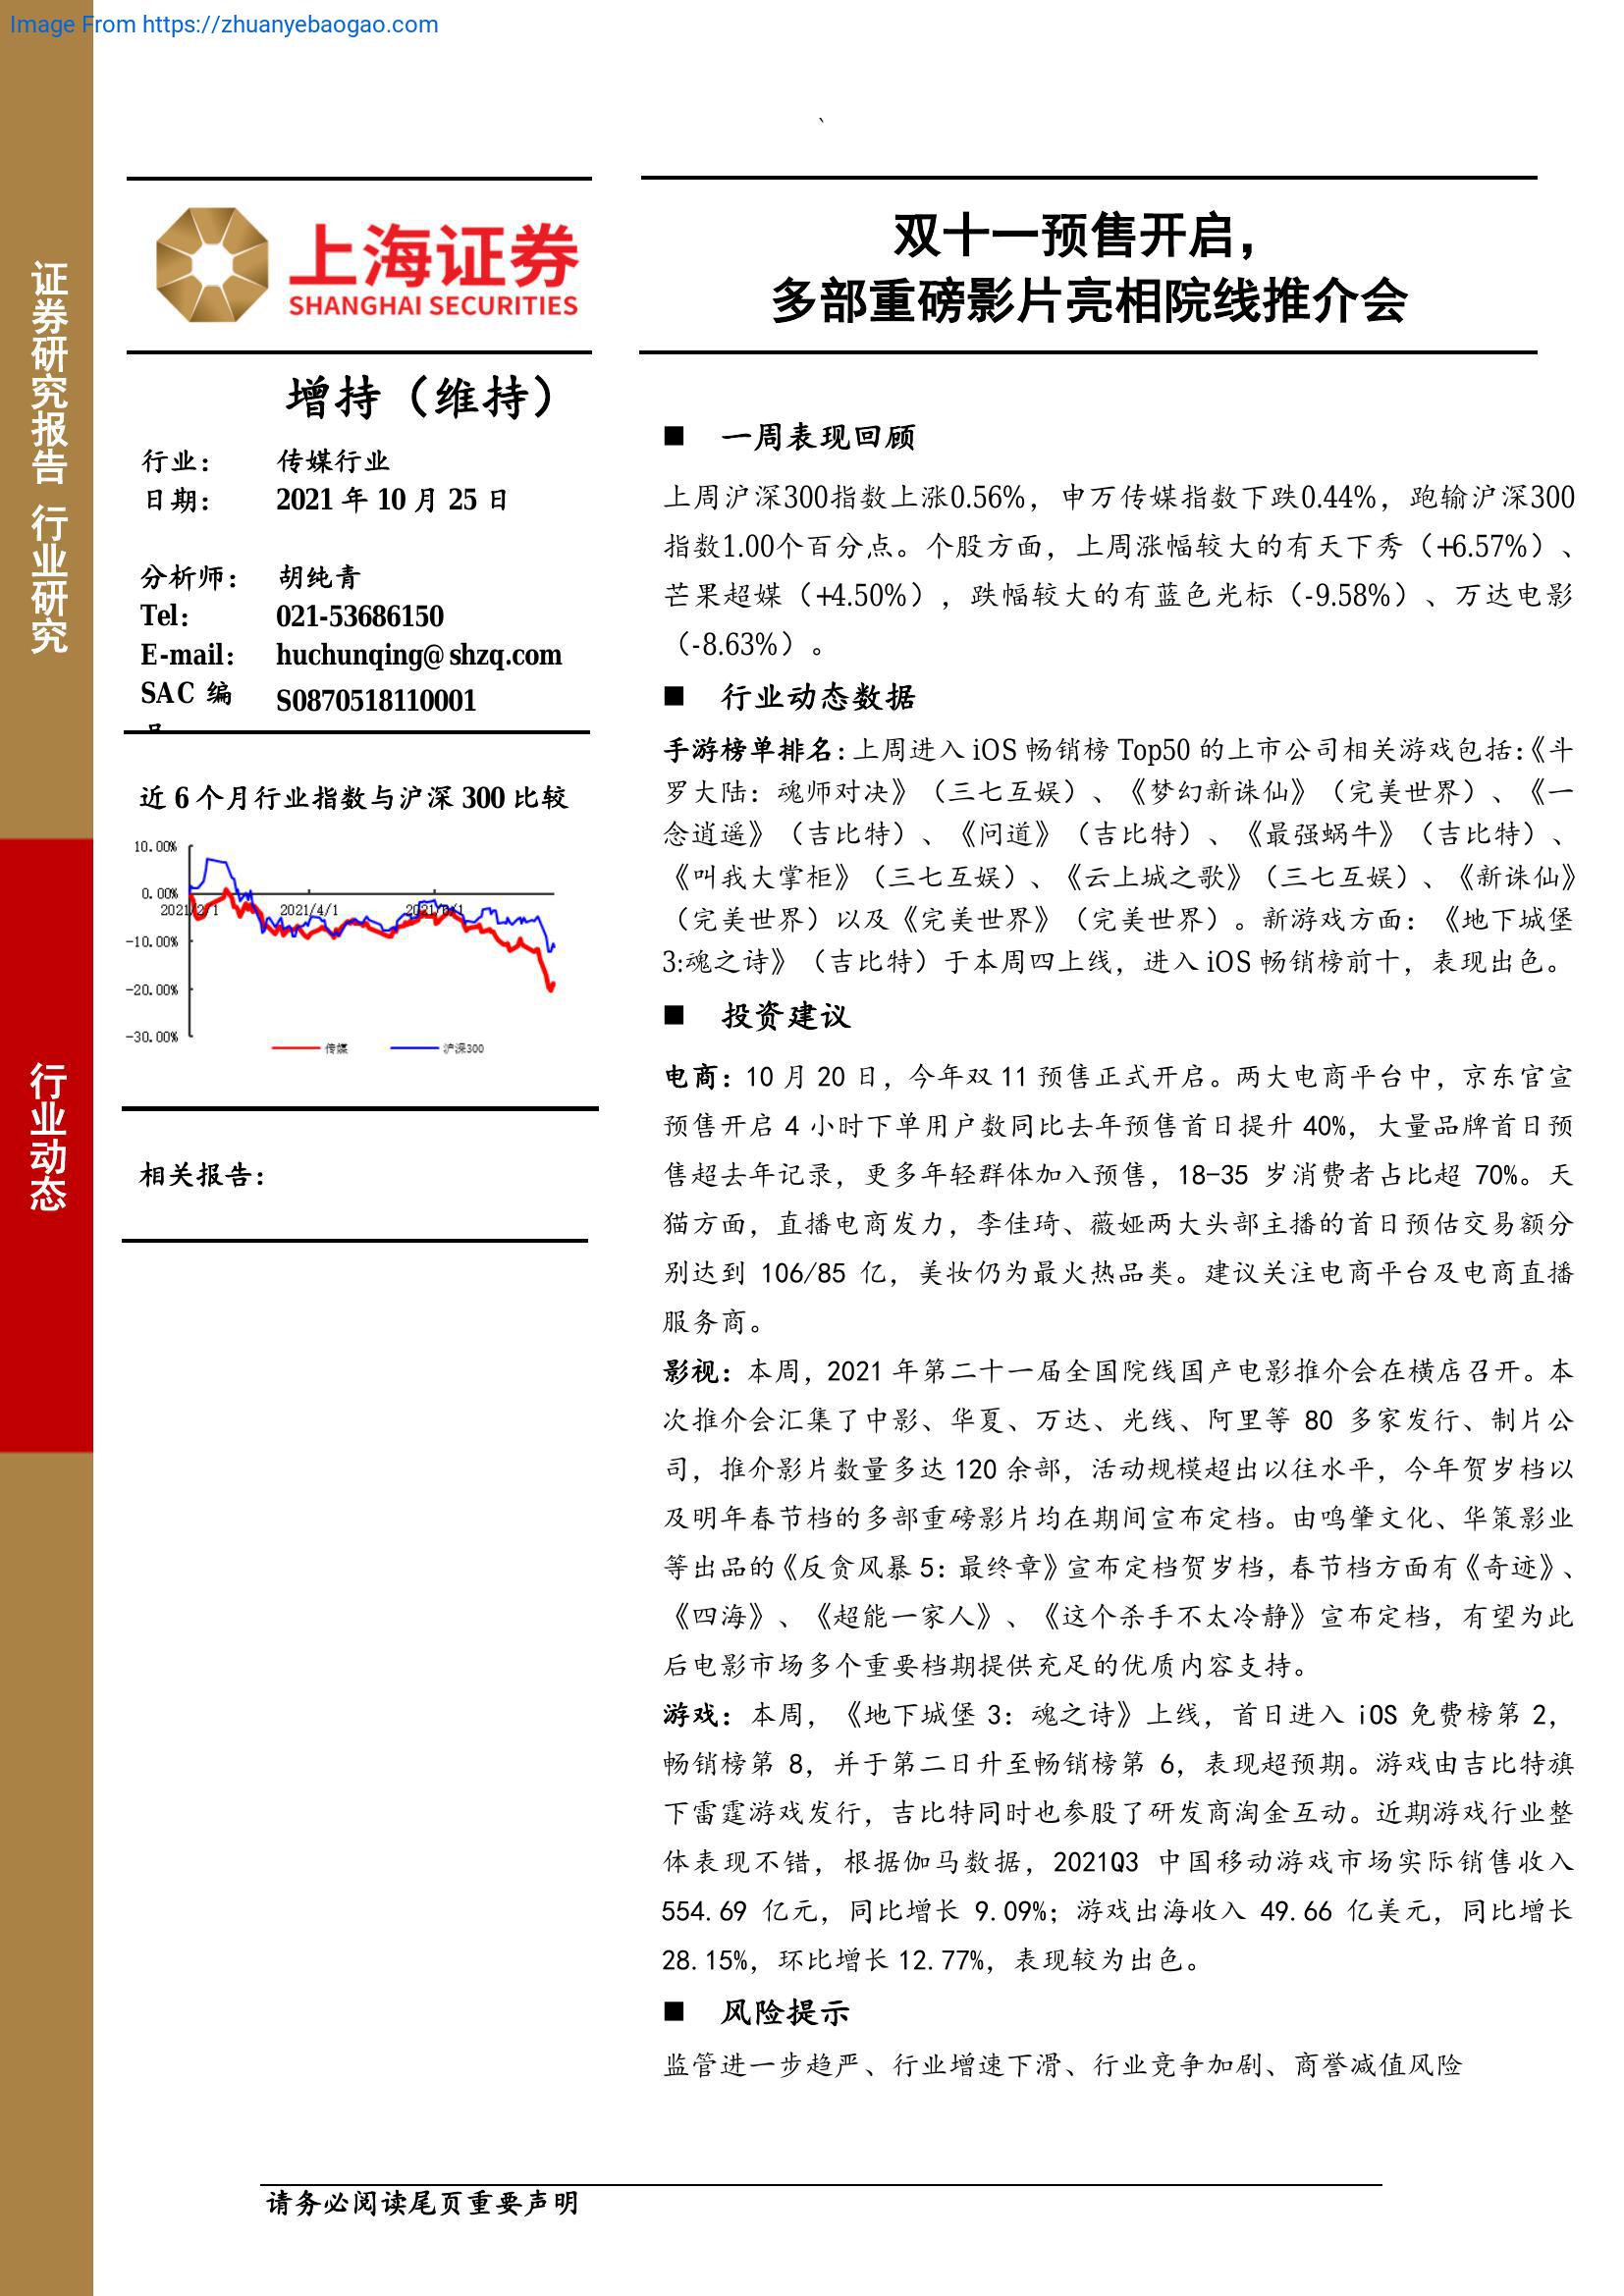 Image From https://zhuanyebaogao.com
、
证券研究报告 行业研究
行业动态
上海证券
SHANGHAI SECURITIES
双十一预售开启，
多部重磅影片亮相院线推介会
增持（维持）
行业： 传媒行业
日期： 2021 年 10 月 25 日
分析师： 胡纯青
Tel： 021-53686150
E-mail： huchunqing@shzq.com
SAC 编
S0870518110001
近 6 个月行业指数与沪深 300 比较
10.00%
0.00%
2021/2/1 2021/4/1 2021/6/1
-10.00%
-20.00%
-30.00%
传媒 沪深300
相关报告：
■ 一周表现回顾
上周沪深300指数上涨0.56%，申万传媒指数下跌0.44%，跑输沪深300
指数1.00个百分点。个股方面，上周涨幅较大的有天下秀（+6.57%）、
芒果超媒（+4.50%），跌幅较大的有蓝色光标（-9.58%）、万达电影
（-8.63%）。
■ 行业动态数据
手游榜单排名：上周进入 iOS 畅销榜 Top50 的上市公司相关游戏包括：《斗
罗大陆：魂师对决》（三七互娱）、《梦幻新诛仙》（完美世界）、《一
念逍遥》（吉比特）、《问道》（吉比特）、《最强蜗牛》（吉比特）、
《叫我大掌柜》（三七互娱）、《云上城之歌》（三七互娱）、《新诛仙》
（完美世界）以及《完美世界》（完美世界）。新游戏方面：《地下城堡
3:魂之诗》（吉比特）于本周四上线，进入 iOS 畅销榜前十，表现出色。
■ 投资建议
电商：10 月 20 日，今年双 11 预售正式开启。两大电商平台中，京东官宣
预售开启 4 小时下单用户数同比去年预售首日提升 40%，大量品牌首日预
售超去年记录，更多年轻群体加入预售，18-35 岁消费者占比超 70%。天
猫方面，直播电商发力，李佳琦、薇娅两大头部主播的首日预估交易额分
别达到 106/85 亿，美妆仍为最火热品类。建议关注电商平台及电商直播
服务商。
影视：本周，2021 年第二十一届全国院线国产电影推介会在横店召开。本
次推介会汇集了中影、华夏、万达、光线、阿里等 80 多家发行、制片公
司，推介影片数量多达 120 余部，活动规模超出以往水平，今年贺岁档以
及明年春节档的多部重磅影片均在期间宣布定档。由鸣肇文化、华策影业
等出品的《反贪风暴 5：最终章》宣布定档贺岁档，春节档方面有《奇迹》、
《四海》、《超能一家人》、《这个杀手不太冷静》宣布定档，有望为此
后电影市场多个重要档期提供充足的优质内容支持。
游戏：本周，《地下城堡 3：魂之诗》上线，首日进入 iOS 免费榜第 2，
畅销榜第 8，并于第二日升至畅销榜第 6，表现超预期。游戏由吉比特旗
下雷霆游戏发行，吉比特同时也参股了研发商淘金互动。近期游戏行业整
体表现不错，根据伽马数据，2021Q3 中国移动游戏市场实际销售收入
554.69 亿元，同比增长 9.09%；游戏出海收入 49.66 亿美元，同比增长
28.15%，环比增长 12.77%，表现较为出色。
■ 风险提示
监管进一步趋严、行业增速下滑、行业竞争加剧、商誉减值风险
请务必阅读尾页重要声明